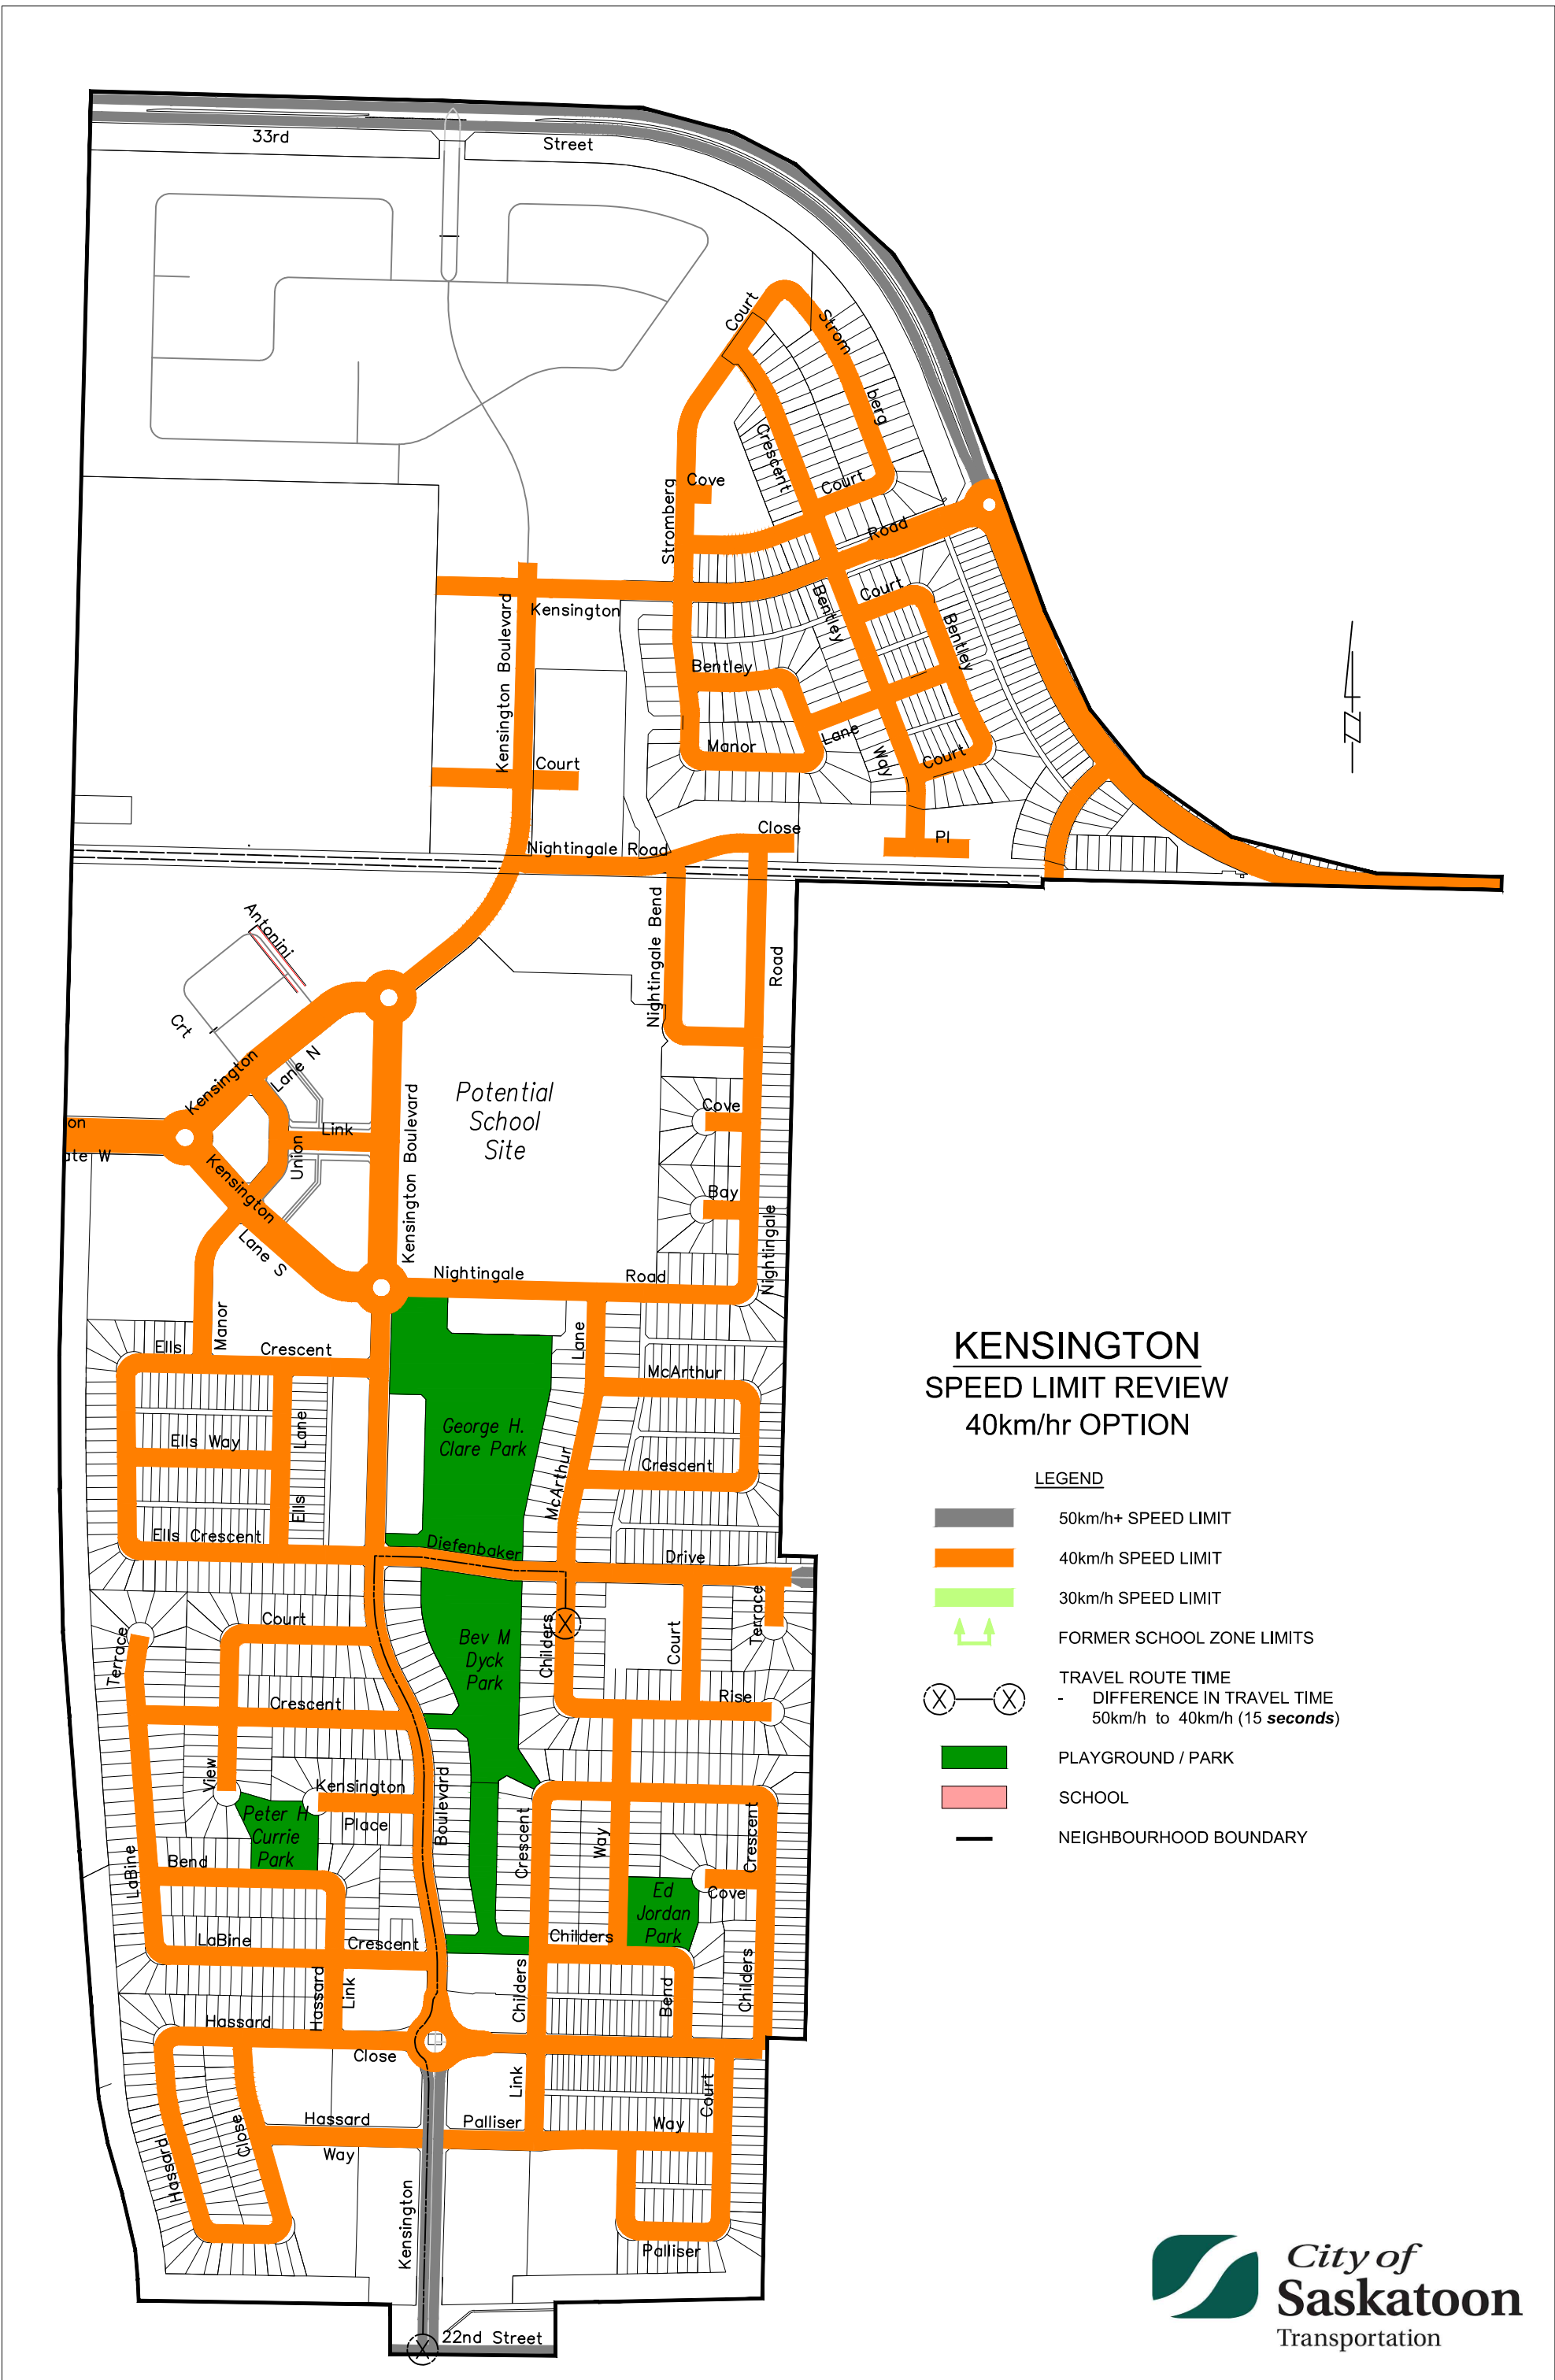 33rd
Street
Court
Strom
berg
Crescent
Cove
Court
Stromberg
Road
Kensington
Kensington Boulevard
Bentley
Court
Bentley
Bentley
Manor
Lane
Way
Court
Court
Close
Pl
Nightingale Road
Nightingale Bend
Road
Antonini
Crt
Kensington
Lane N
on
ate W
Union
Link
Kensington Boulevard
Kensington
Lane S
Potential
School
Site
Cove
Bay
Nightingale
Nightingale
Road
Manor
Ells
Crescent
Lane
McArthur
Ells Way
Lane
Ells
Ells Crescent
George H.
Clare Park
McArthur
Crescent
Diefenbaker
Drive
KENSINGTON
SPEED LIMIT REVIEW
40km/hr OPTION
LEGEND
50km/h+ SPEED LIMIT
40km/h SPEED LIMIT
30km/h SPEED LIMIT
FORMER SCHOOL ZONE LIMITS
X X
TRAVEL ROUTE TIME
- DIFFERENCE IN TRAVEL TIME
50km/h to 40km/h (15 seconds)
PLAYGROUND / PARK
SCHOOL
NEIGHBOURHOOD BOUNDARY
Terrace
Court
Bev M
Dyck
Park
X
Childers
Court
Terrace
Crescent
Rise
View
Kensington
Place
Peter H
Currie
Park
Boulevard
Crescent
Way
Crescent
LaBine
Bend
Ed
Jordan
Park
Cove
LaBine
Crescent
Childers
Hassard
Link
Childers
Bend
Childers
Hassard
Close
Link
Court
Hassard
Way
Palliser
Way
Hassard
Close
Kensington
Palliser
X
22nd Street
City of
Saskatoon
Transportation